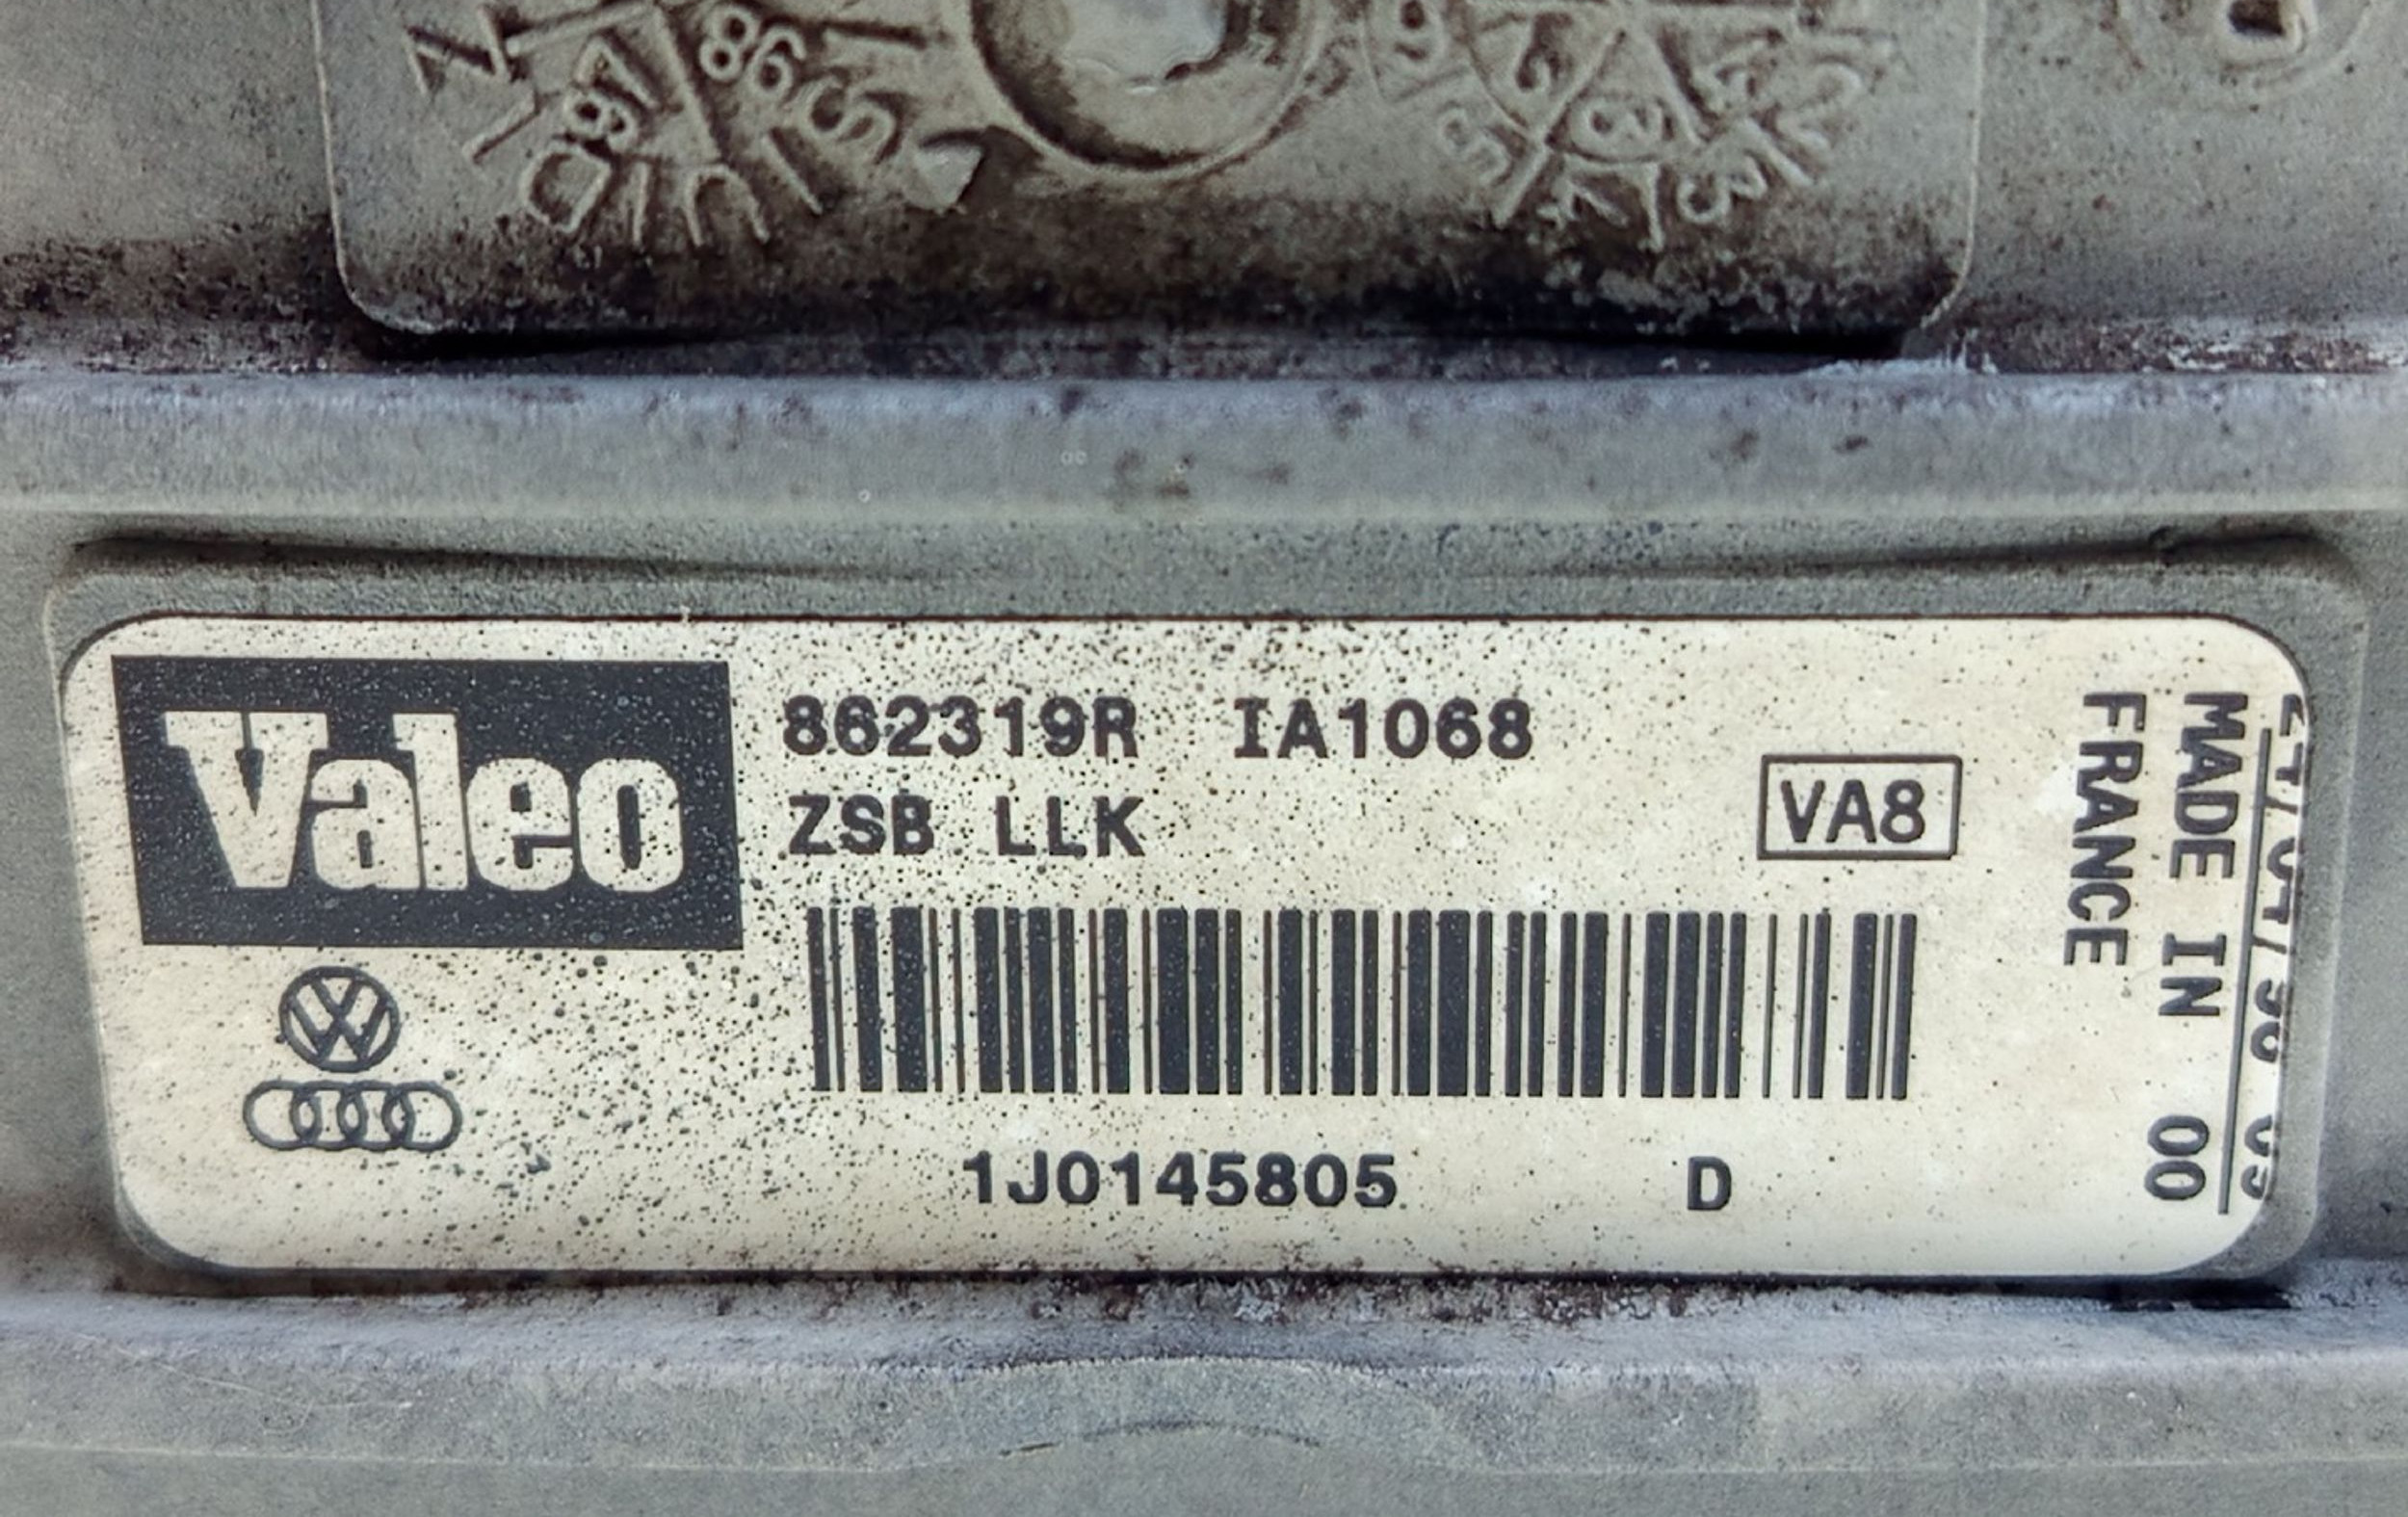 Valeo
862319R IA1068
ZSB LLK
VA8
1J0145805 D
MADE IN 00
FRANCE